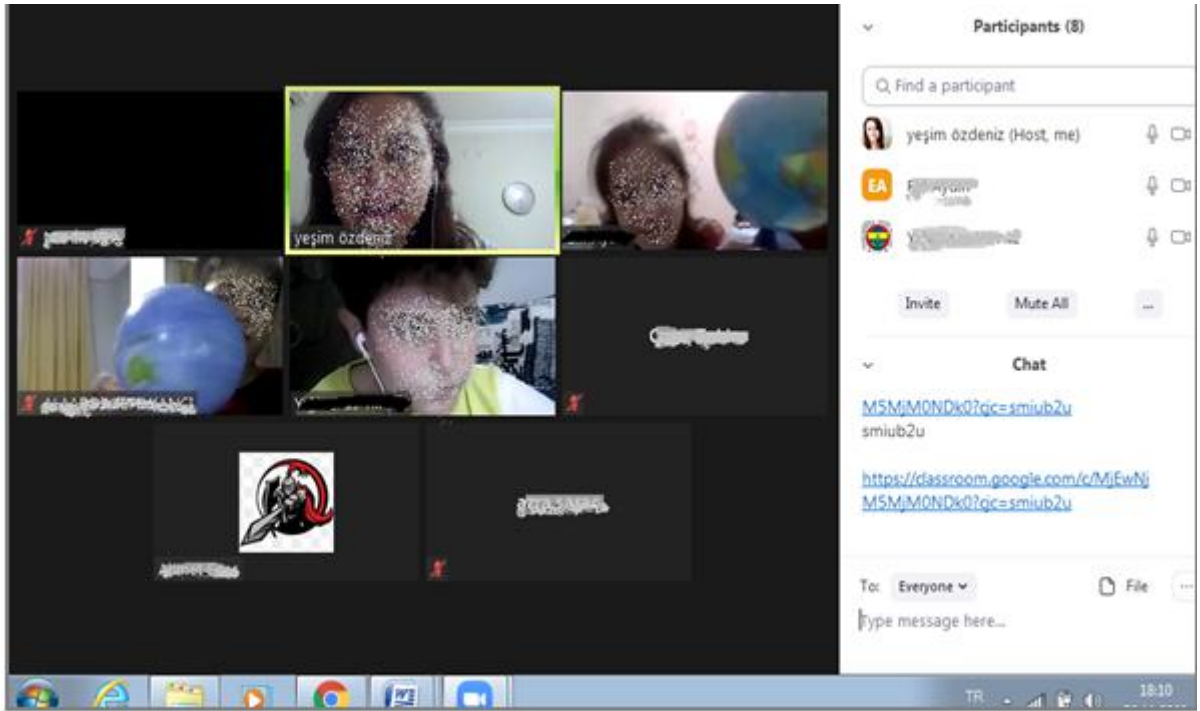 Participants (8)
Find a participant
yeşim özdeniz (Host, me)
EA
yeşim özdeniz
Invite
Mute All
...
Chat
M5MjM0NDk0?cjc=smiub2u
smiub2u
https://classroom.google.com/c/MjEwNj
M5MjM0NDk0?cjc=smiub2u
To: Everyone
File
...
Type message here...
TR
18:10